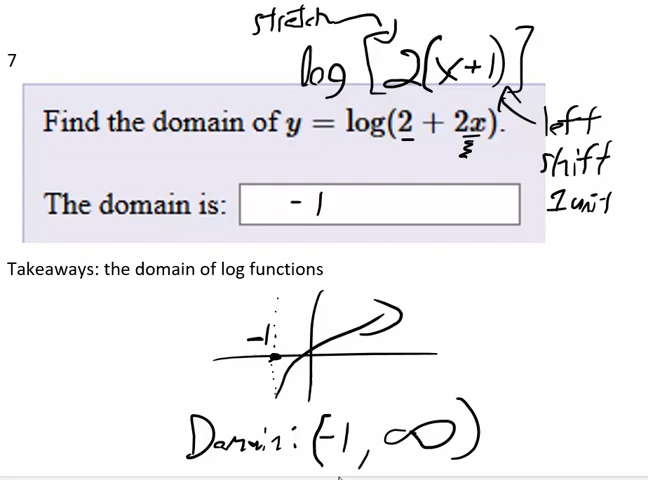 stretch
7
log [2(x+1)]
Find the domain of y = log(2 + 2x).
left
shift
1 unit
The domain is: -1
Takeaways: the domain of log functions
-1
Domain: (-1, ∞)